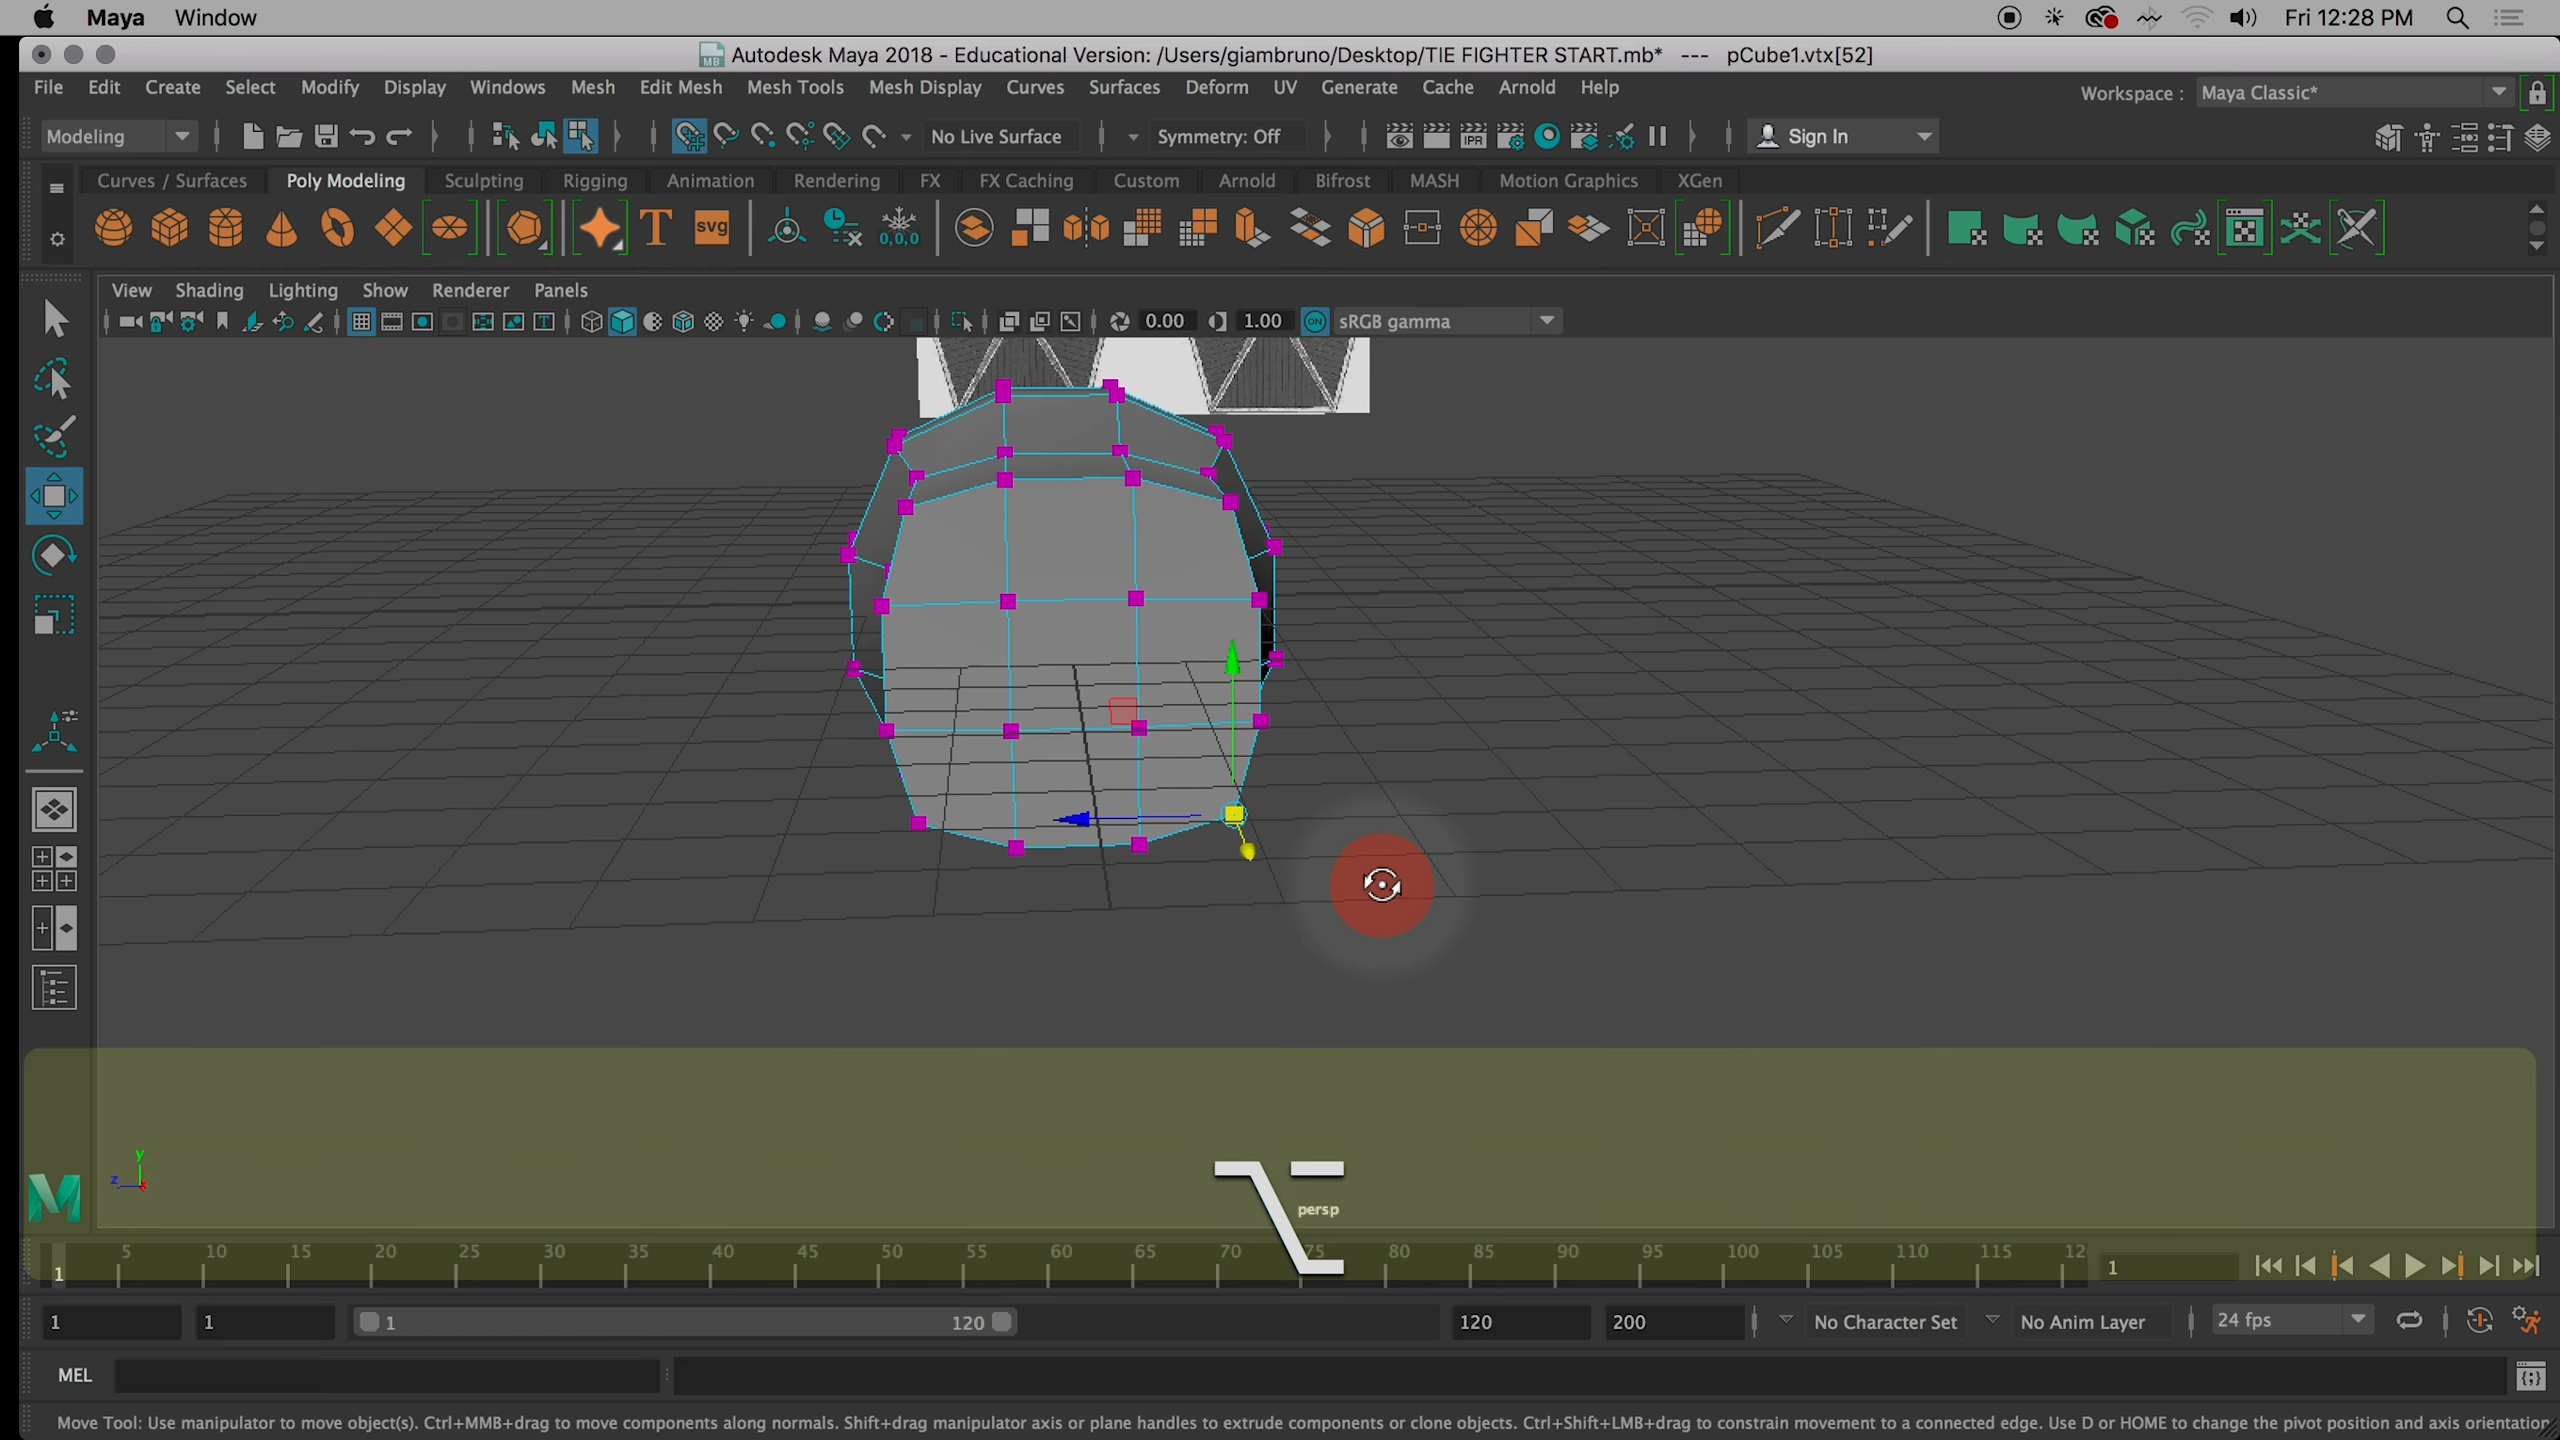 Maya Window Fri 12:28 PM
Autodesk Maya 2018 - Educational Version: /Users/giambruno/Desktop/TIE FIGHTER START.mb* --- pCube1.vtx[52]
File Edit Create Select Modify Display Windows Mesh Edit Mesh Mesh Tools Mesh Display Curves Surfaces Deform UV Generate Cache Arnold Help Workspace : Maya Classic*
Modeling No Live Surface Symmetry: Off IPR Sign In
Curves / Surfaces Poly Modeling Sculpting Rigging Animation Rendering FX FX Caching Custom Arnold Bifrost MASH Motion Graphics XGen
T svg 0,0,0
View Shading Lighting Show Renderer Panels
0.00 1.00 ON sRGB gamma
y
z x
M
persp
5 10 15 20 25 30 35 40 45 50 55 60 65 70 75 80 85 90 95 100 105 110 115 12
1 1
1 1 1 120 120 200 No Character Set No Anim Layer 24 fps
MEL
Move Tool: Use manipulator to move object(s). Ctrl+MMB+drag to move components along normals. Shift+drag manipulator axis or plane handles to extrude components or clone objects. Ctrl+Shift+LMB+drag to constrain movement to a connected edge. Use D or HOME to change the pivot position and axis orientation